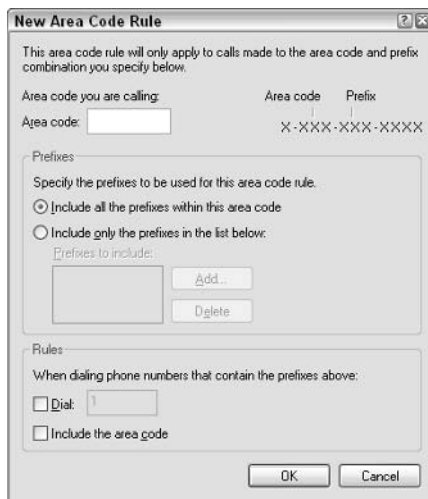 New Area Code Rule
This area code rule will only apply to calls made to the area code and prefix
combination you specify below.
Area code you are calling:
Area code Prefix
Area code:
X-XXX-XXX-XXXX
Prefixes
Specify the prefixes to be used for this area code rule.
Include all the prefixes within this area code
Include only the prefixes in the list below:
Prefixes to include:
Add...
Delete
Rules
When dialing phone numbers that contain the prefixes above:
Dial: 1
Include the area code
OK Cancel